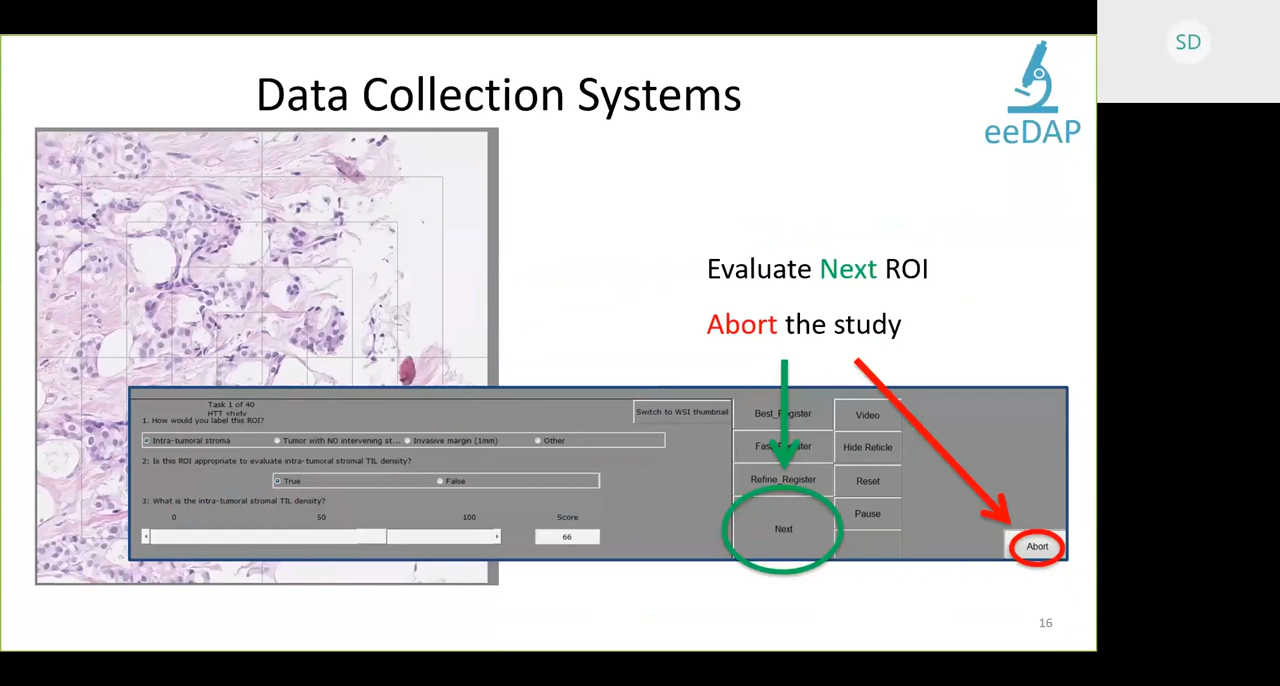 SD
Data Collection Systems
eeDAP
Evaluate Next ROI
Abort the study
Task 1 of 40
HTT study
1. How would you label this ROI?
Intra-tumoral stroma Tumor with NO intervening st... Invasive margin (1mm) Other
2: Is this ROI appropriate to evaluate intra-tumoral stromal TIL density?
True False
3: What is the intra-tumoral stromal TIL density?
0 50 100 Score
66
Switch to WSI thumbnail
Best_Register
Refine_Register
Next
Video
Hide Reticle
Reset
Pause
Abort
16